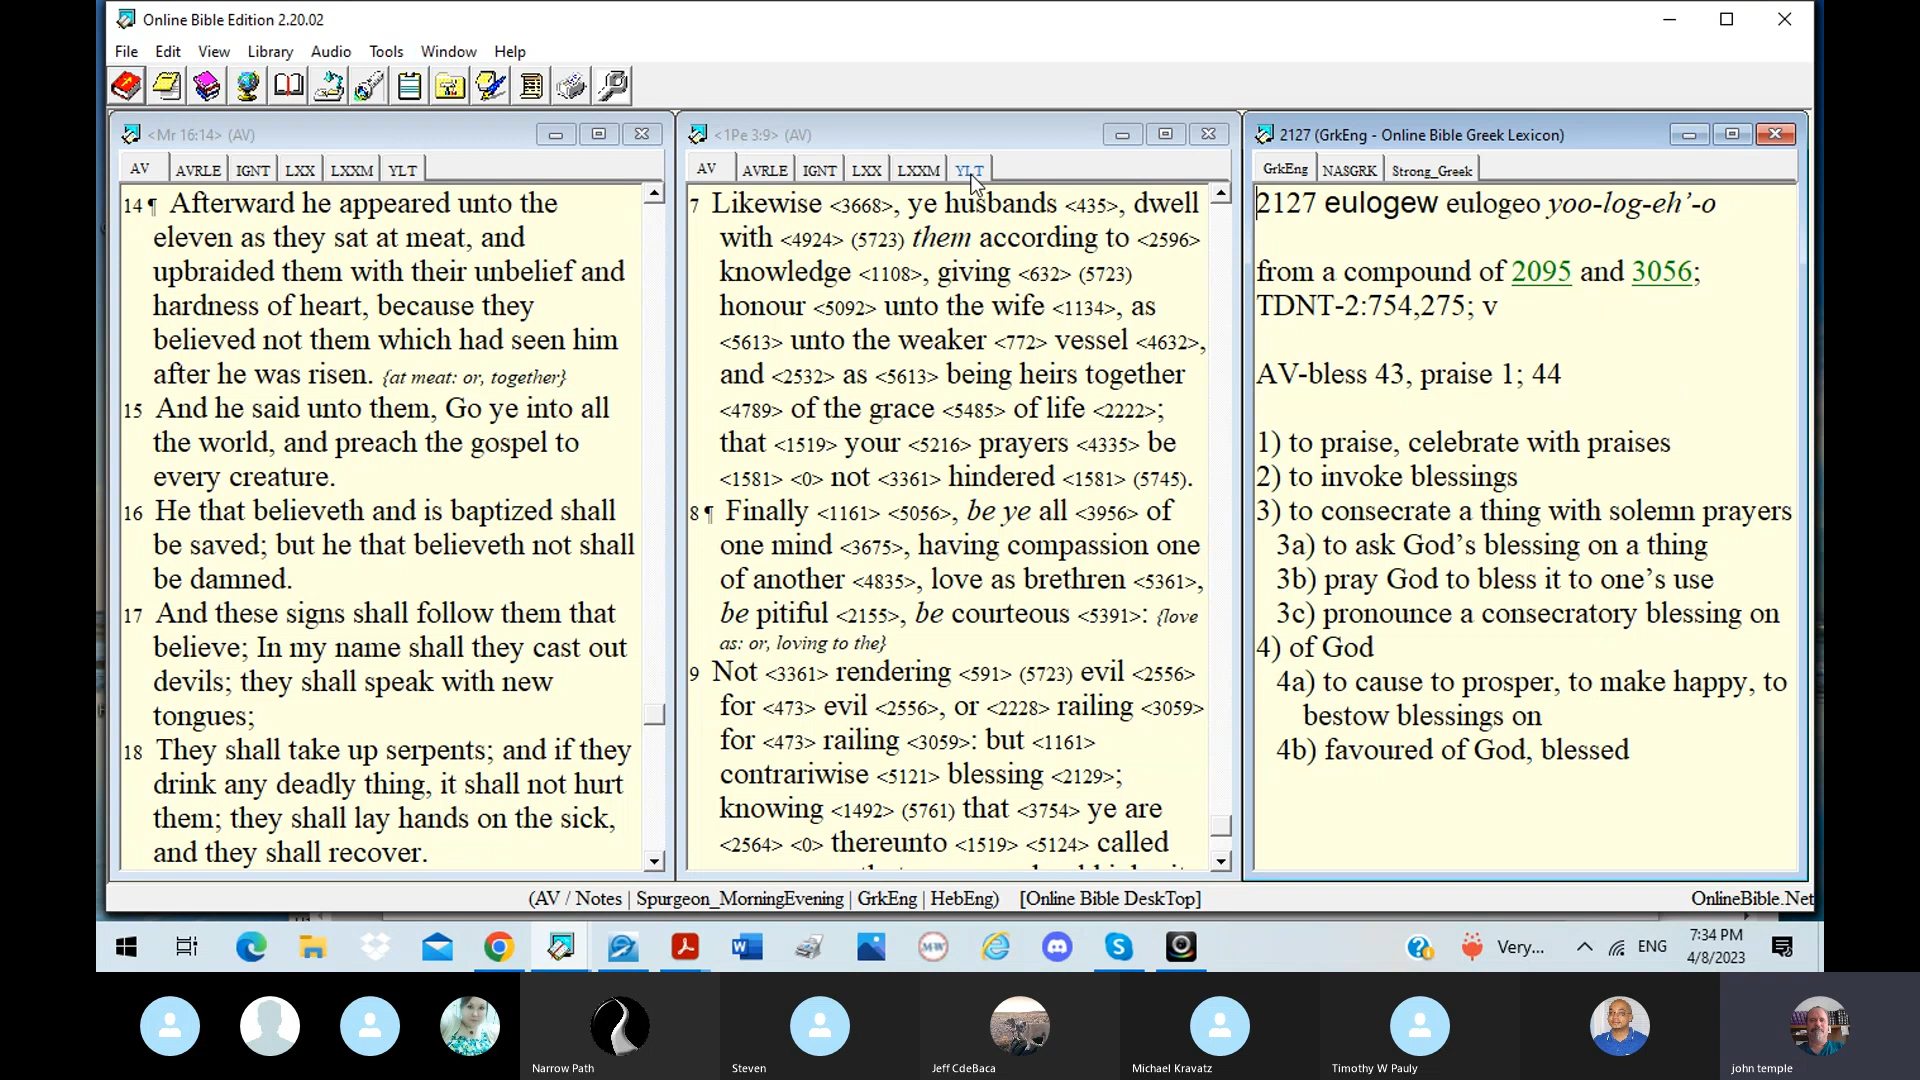 Online Bible Edition 2.20.02
File Edit View Library Audio Tools Window Help
<Mr 16:14> (AV)
AV AVRLE IGNT LXX LXXM YLT
14 ¶ Afterward he appeared unto the
eleven as they sat at meat, and
upbraided them with their unbelief and
hardness of heart, because they
believed not them which had seen him
after he was risen. {at meat: or, together}
15 And he said unto them, Go ye into all
the world, and preach the gospel to
every creature.
16 He that believeth and is baptized shall
be saved; but he that believeth not shall
be damned.
17 And these signs shall follow them that
believe; In my name shall they cast out
devils; they shall speak with new
tongues;
18 They shall take up serpents; and if they
drink any deadly thing, it shall not hurt
them; they shall lay hands on the sick,
and they shall recover.
<1Pe 3:9> (AV)
AV AVRLE IGNT LXX LXXM YLT
7 Likewise <3668>, ye husbands <435>, dwell
with <4924> (5723) them according to <2596>
knowledge <1108>, giving <632> (5723)
honour <5092> unto the wife <1134>, as
<5613> unto the weaker <772> vessel <4632>,
and <2532> as <5613> being heirs together
<4789> of the grace <5485> of life <2222>;
that <1519> your <5216> prayers <4335> be
<1581> <0> not <3361> hindered <1581> (5745).
8 ¶ Finally <1161> <5056>, be ye all <3956> of
one mind <3675>, having compassion one
of another <4835>, love as brethren <5361>,
be pitiful <2155>, be courteous <5391>: {love
as: or, loving to the}
9 Not <3361> rendering <591> (5723) evil <2556>
for <473> evil <2556>, or <2228> railing <3059>
for <473> railing <3059>: but <1161>
contrariwise <5121> blessing <2129>;
knowing <1492> (5761) that <3754> ye are
<2564> <0> thereunto <1519> <5124> called
2127 (GrkEng - Online Bible Greek Lexicon)
GrkEng NASGRK Strong_Greek
2127 eulogew eulogeo yoo-log-eh’-o
from a compound of 2095 and 3056;
TDNT-2:754,275; v
AV-bless 43, praise 1; 44
1) to praise, celebrate with praises
2) to invoke blessings
3) to consecrate a thing with solemn prayers
3a) to ask God’s blessing on a thing
3b) pray God to bless it to one’s use
3c) pronounce a consecratory blessing on
4) of God
4a) to cause to prosper, to make happy, to
bestow blessings on
4b) favoured of God, blessed
(AV / Notes | Spurgeon_MorningEvening | GrkEng | HebEng) [Online Bible DeskTop] OnlineBible.Net
Very... ENG
7:34 PM
4/8/2023
Narrow Path
Steven
Jeff CdeBaca
Michael Kravatz
Timothy W Pauly
john temple